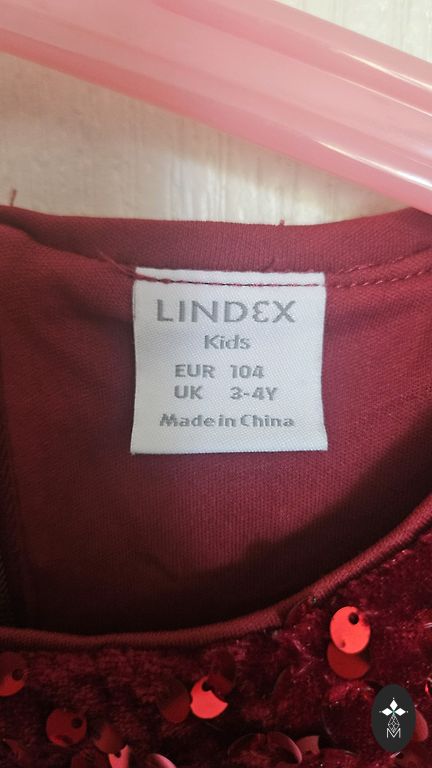 LINDEX
Kids
EUR 104
UK 3-4Y
Made in China
M